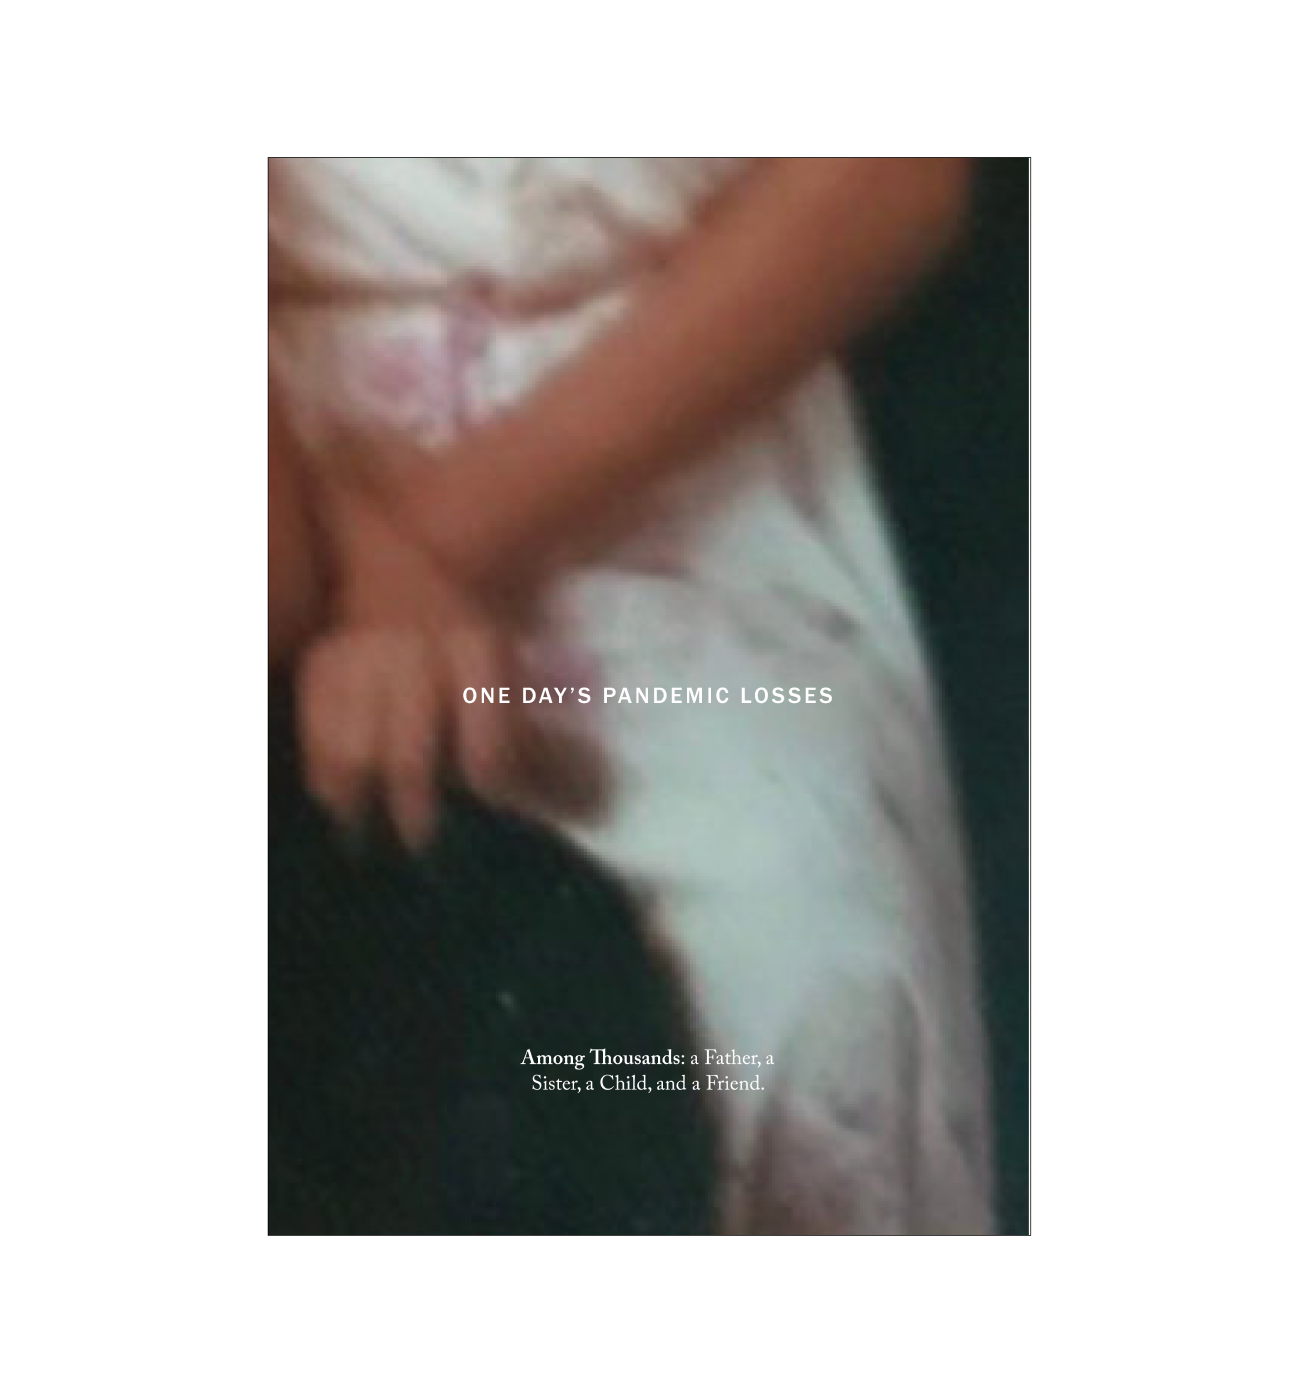 ONE DAY’S PANDEMIC LOSSES
Among Thousands: a Father, a
Sister, a Child, and a Friend.